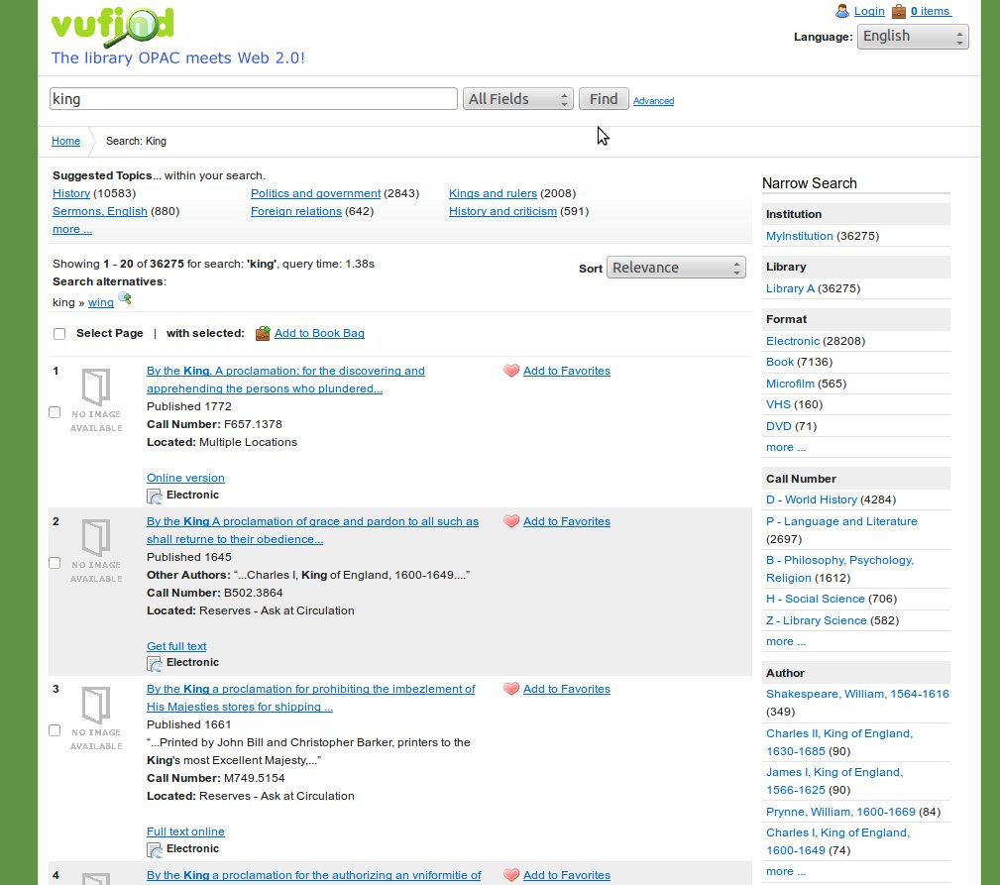 vufind
The library OPAC meets Web 2.0!
Login 0 items
Language: English
king All Fields Find Advanced
Home Search: King
Suggested Topics... within your search.
History (10583) Politics and government (2843) Kings and rulers (2008)
Sermons, English (880) Foreign relations (642) History and criticism (591)
more ...
Showing 1 - 20 of 36275 for search: 'king', query time: 1.38s
Sort Relevance
Search alternatives:
king » wing
Select Page | with selected: Add to Book Bag
1
NO IMAGE
AVAILABLE
By the King. A proclamation: for the discovering and
apprehending the persons who plundered...
Published 1772
Call Number: F657.1378
Located: Multiple Locations
Online version
Electronic
Add to Favorites
2
NO IMAGE
AVAILABLE
By the King A proclamation of grace and pardon to all such as
shall returne to their obedience...
Published 1645
Other Authors: “...Charles I, King of England, 1600-1649....”
Call Number: B502.3864
Located: Reserves - Ask at Circulation
Get full text
Electronic
Add to Favorites
3
NO IMAGE
AVAILABLE
By the King a proclamation for prohibiting the imbezlement of
His Majesties stores for shipping ...
Published 1661
“...Printed by John Bill and Christopher Barker, printers to the
King's most Excellent Majesty,...”
Call Number: M749.5154
Located: Reserves - Ask at Circulation
Full text online
Electronic
Add to Favorites
4
By the King a proclamation for the authorizing an vniformitie of
Add to Favorites
Narrow Search
Institution
MyInstitution (36275)
Library
Library A (36275)
Format
Electronic (28208)
Book (7136)
Microfilm (565)
VHS (160)
DVD (71)
more ...
Call Number
D - World History (4284)
P - Language and Literature
(2697)
B - Philosophy, Psychology,
Religion (1612)
H - Social Science (706)
Z - Library Science (582)
more ...
Author
Shakespeare, William, 1564-1616
(349)
Charles II, King of England,
1630-1685 (90)
James I, King of England,
1566-1625 (90)
Prynne, William, 1600-1669 (84)
Charles I, King of England,
1600-1649 (74)
more ...